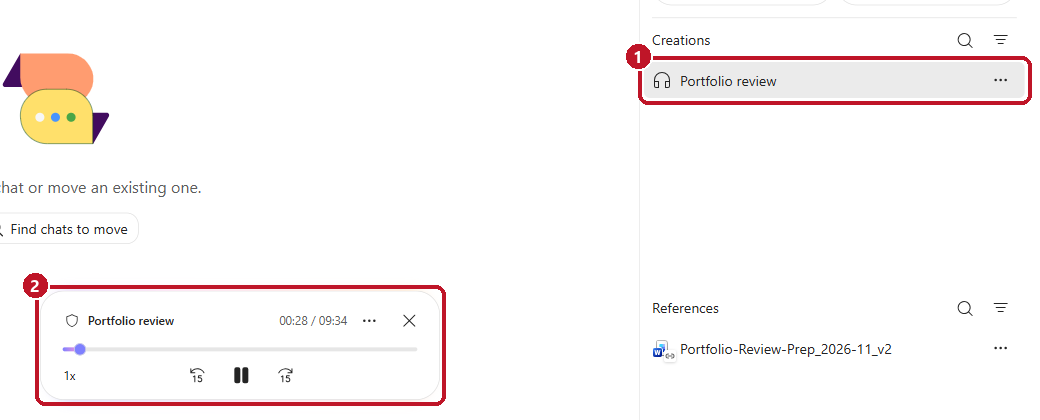 hat or move an existing one.
Find chats to move
2
Portfolio review
00:28 / 09:34
1x
15
15
Creations
1
Portfolio review
References
W
Portfolio-Review-Prep_2026-11_v2